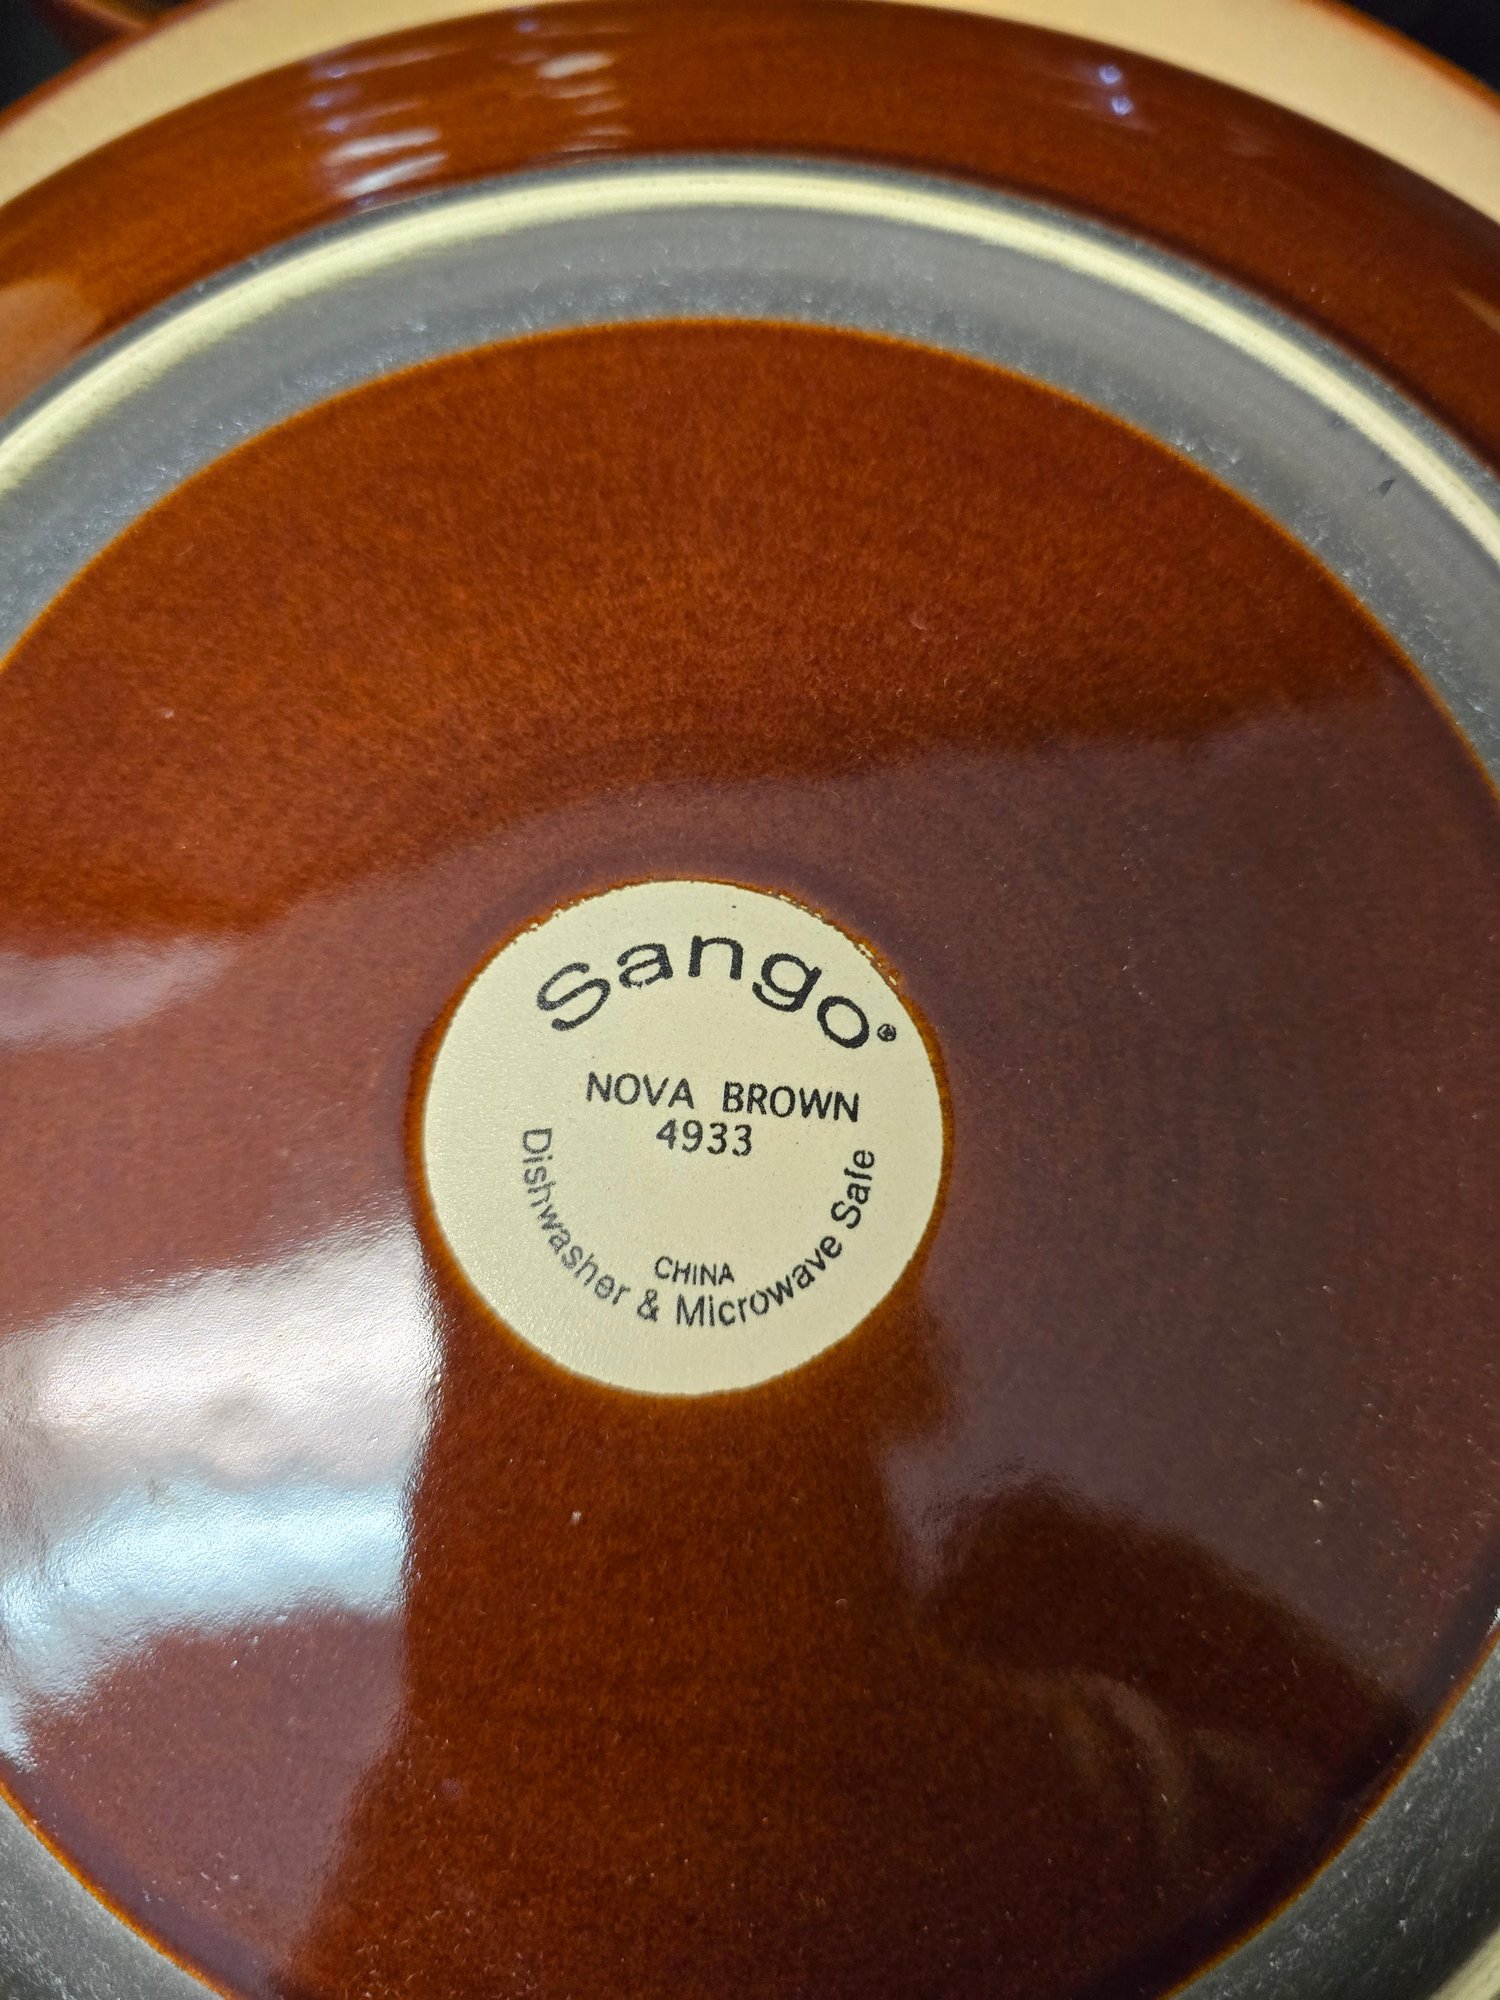 Sango®
NOVA BROWN
4933
CHINA
Dishwasher & Microwave Safe